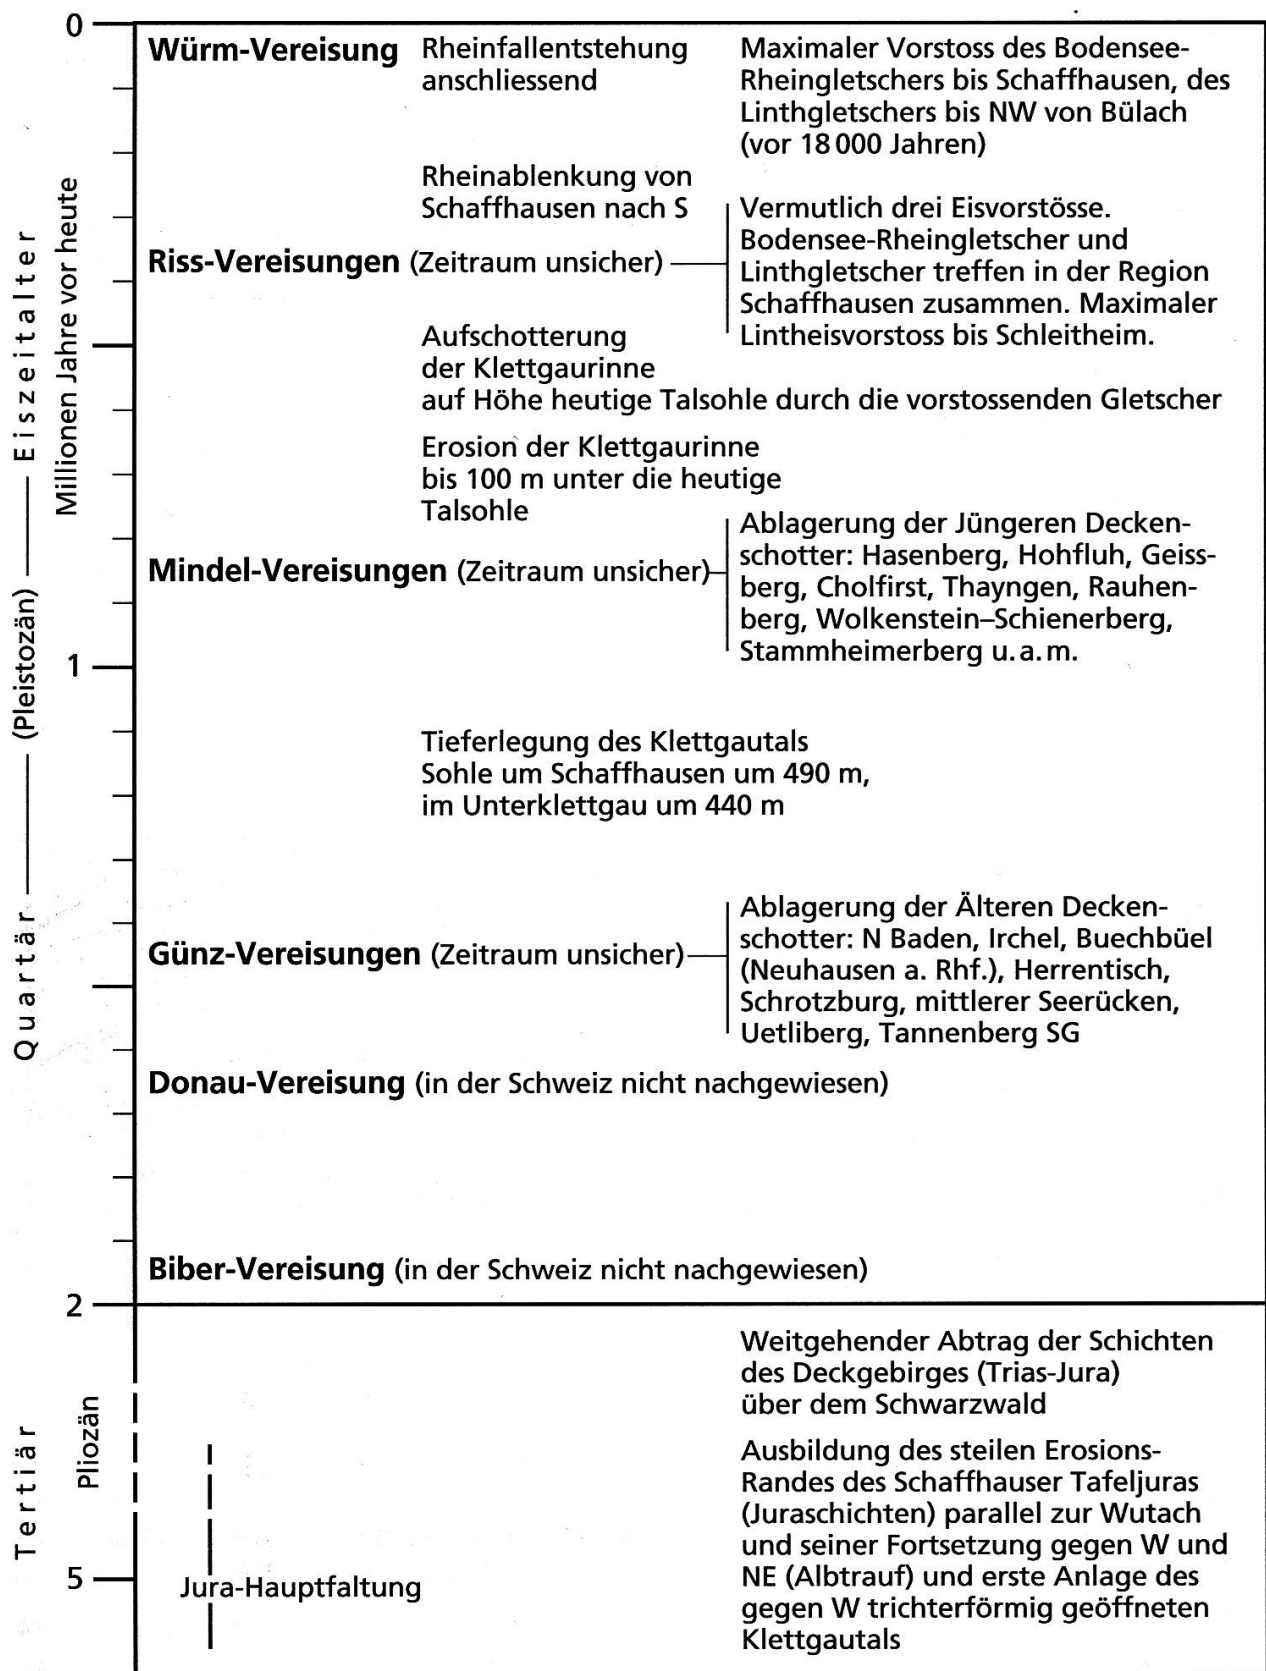 0
Würm-Vereisung
Rheinfallentstehung
anschliessend
Maximaler Vorstoss des Bodensee-
Rheingletschers bis Schaffhausen, des
Linthgletschers bis NW von Bülach
(vor 18 000 Jahren)
Rheinablenkung von
Schaffhausen nach S
Riss-Vereisungen (Zeitraum unsicher)
Vermutlich drei Eisvorstösse.
Bodensee-Rheingletscher und
Linthgletscher treffen in der Region
Schaffhausen zusammen. Maximaler
Lintheisvorstoss bis Schleitheim.
Aufschotterung
der Klettgaurinne
auf Höhe heutige Talsohle durch die vorstossenden Gletscher
Erosion der Klettgaurinne
bis 100 m unter die heutige
Talsohle
Mindel-Vereisungen (Zeitraum unsicher)
Ablagerung der Jüngeren Decken-
schotter: Hasenberg, Hohfluh, Geiss-
berg, Cholfirst, Thayngen, Rauhen-
berg, Wolkenstein–Schienerberg,
Stammheimerberg u. a. m.
1
Tieferlegung des Klettgautals
Sohle um Schaffhausen um 490 m,
im Unterklettgau um 440 m
Günz-Vereisungen (Zeitraum unsicher)
Ablagerung der Älteren Decken-
schotter: N Baden, Irchel, Buechbüel
(Neuhausen a. Rhf.), Herrentisch,
Schrotzburg, mittlerer Seerücken,
Uetliberg, Tannenberg SG
Donau-Vereisung (in der Schweiz nicht nachgewiesen)
Biber-Vereisung (in der Schweiz nicht nachgewiesen)
2
Quartär (Pleistozän) Eiszeitalter
Millionen Jahre vor heute
Weitgehender Abtrag der Schichten
des Deckgebirges (Trias-Jura)
über dem Schwarzwald
Ausbildung des steilen Erosions-
Randes des Schaffhauser Tafeljuras
(Juraschichten) parallel zur Wutach
und seiner Fortsetzung gegen W und
NE (Albtrauf) und erste Anlage des
gegen W trichterförmig geöffneten
Klettgautals
5
Jura-Hauptfaltung
Tertiär
Pliozän